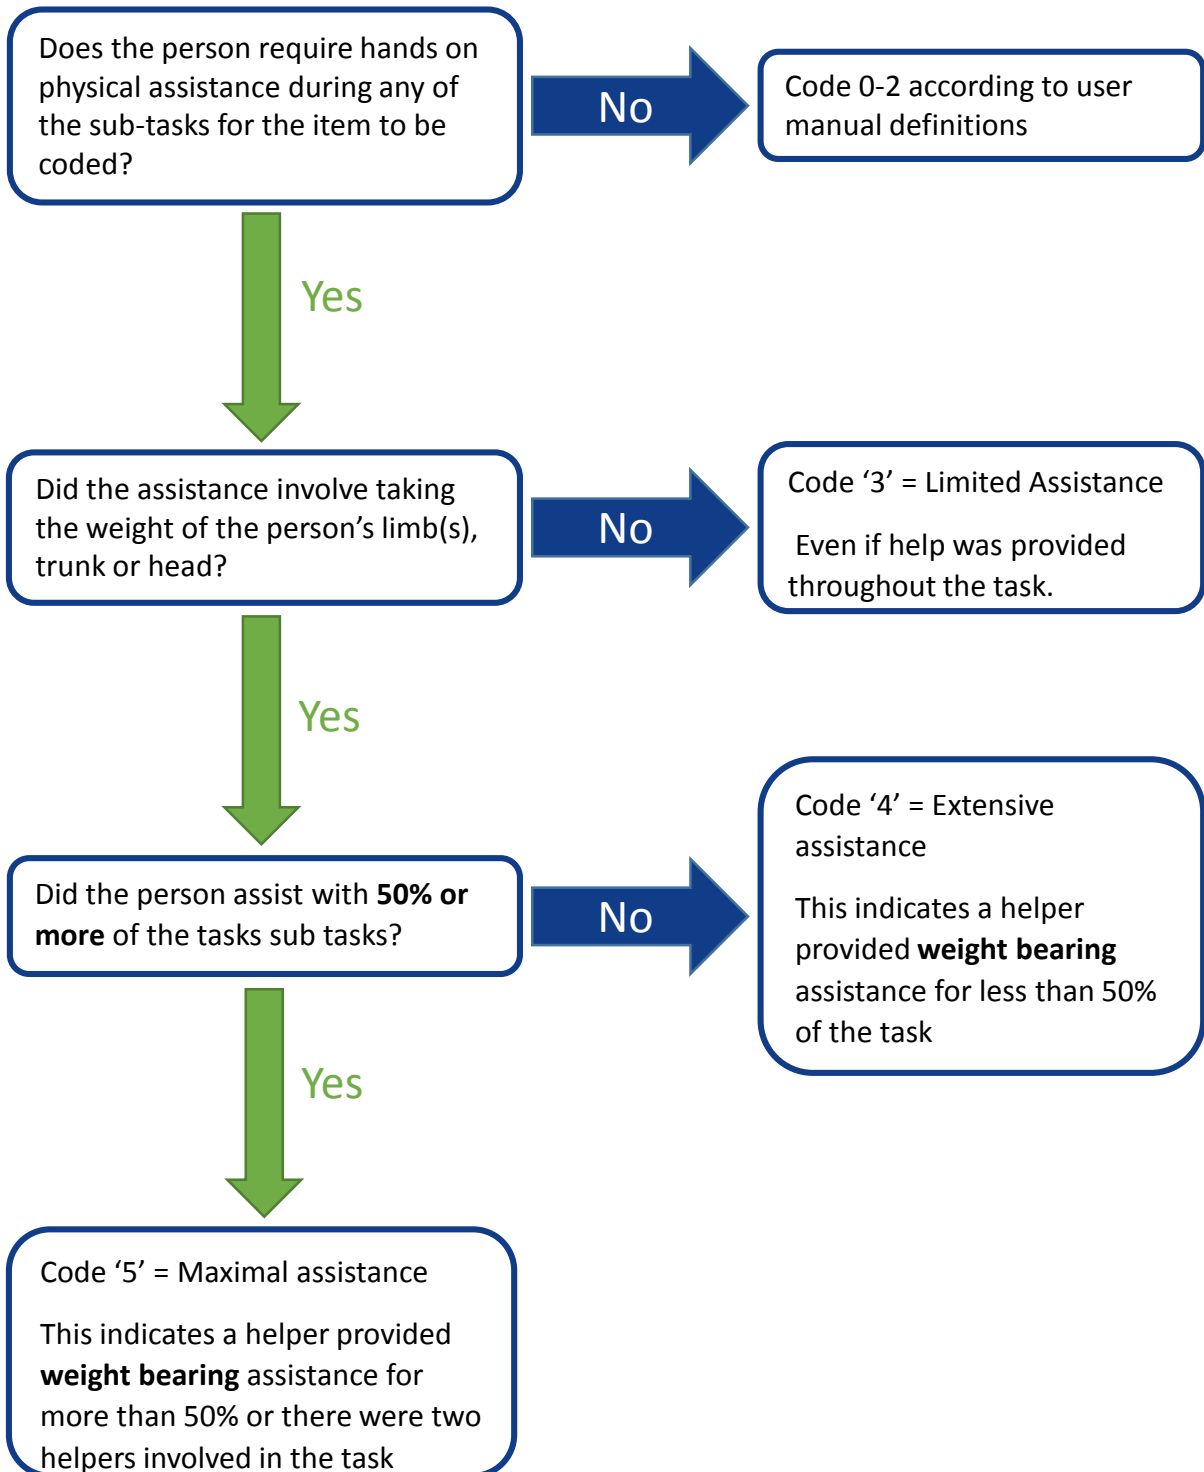 Does the person require hands on
physical assistance during any of
the sub-tasks for the item to be
coded?
No
Code 0-2 according to user
manual definitions
Yes
Did the assistance involve taking
the weight of the person’s limb(s),
trunk or head?
No
Code ‘3’ = Limited Assistance
Even if help was provided
throughout the task.
Yes
Did the person assist with 50% or
more of the tasks sub tasks?
No
Code ‘4’ = Extensive
assistance
This indicates a helper
provided weight bearing
assistance for less than 50%
of the task
Yes
Code ‘5’ = Maximal assistance
This indicates a helper provided
weight bearing assistance for
more than 50% or there were two
helpers involved in the task